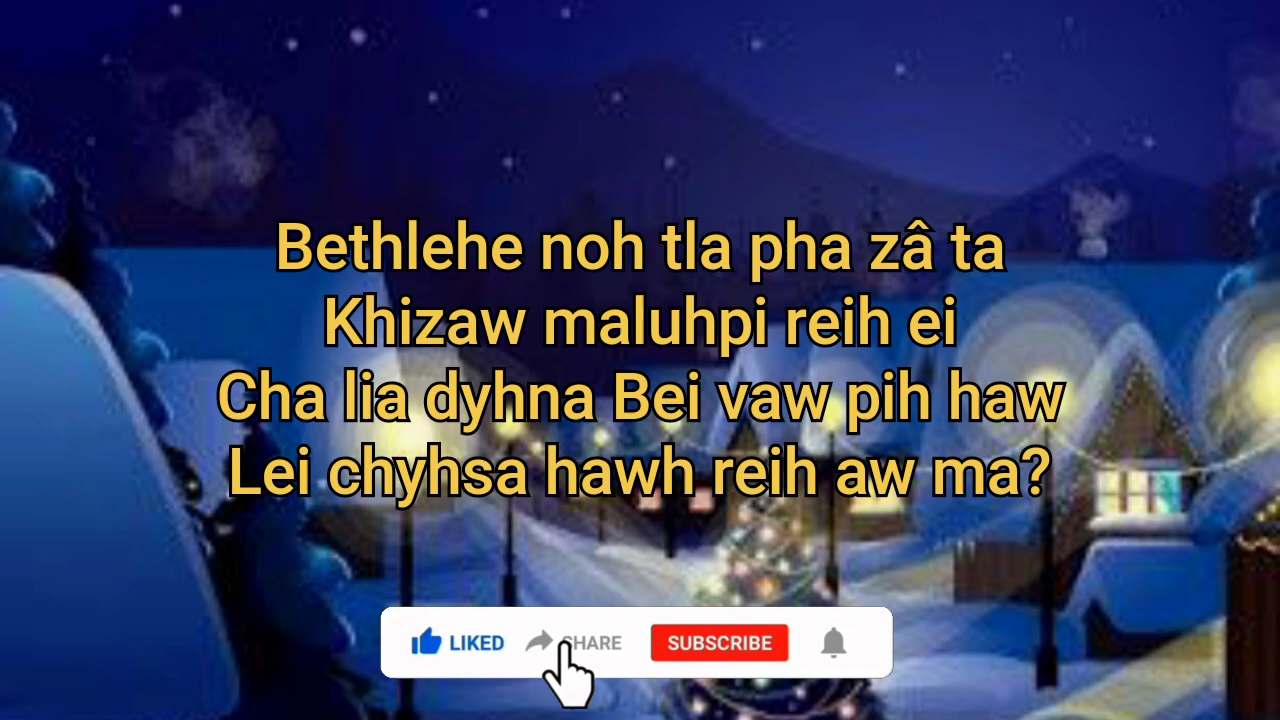 Bethlehe noh tla pha zâ ta
Khizaw maluhpi reih ei
Cha lia dyhna Bei vaw pih haw
Lei chyhsa hawh reih aw ma?
LIKED SHARE SUBSCRIBE